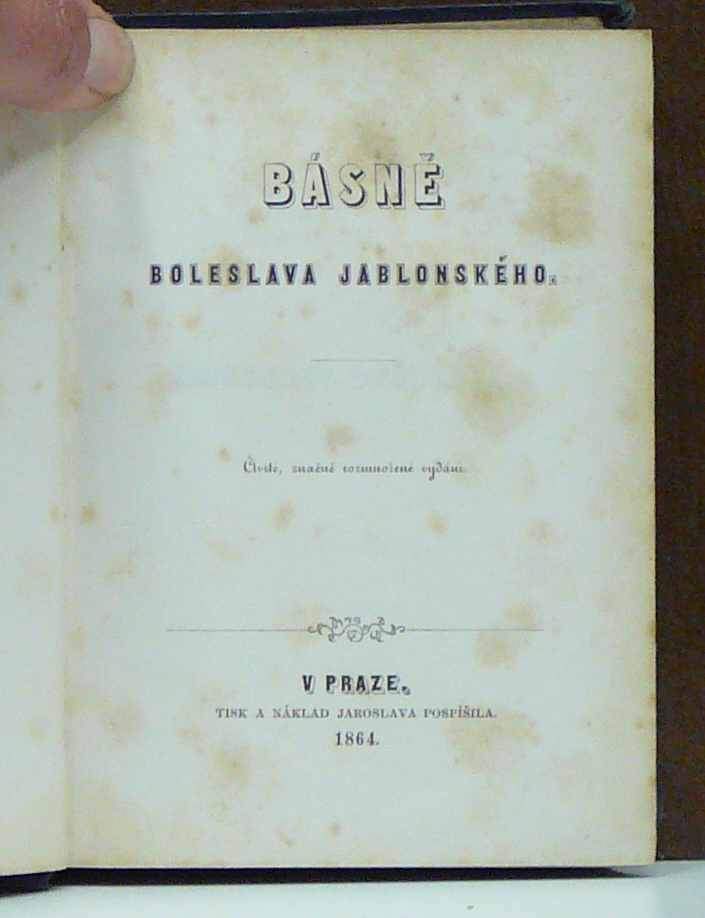 BÁSNĚ
BOLESLAVA JABLONSKÉHO.
Čtvrté, značně rozmnožené vydání.
V PRAZE.
TISK A NÁKLAD JAROSLAVA POSPÍŠILA.
1864.